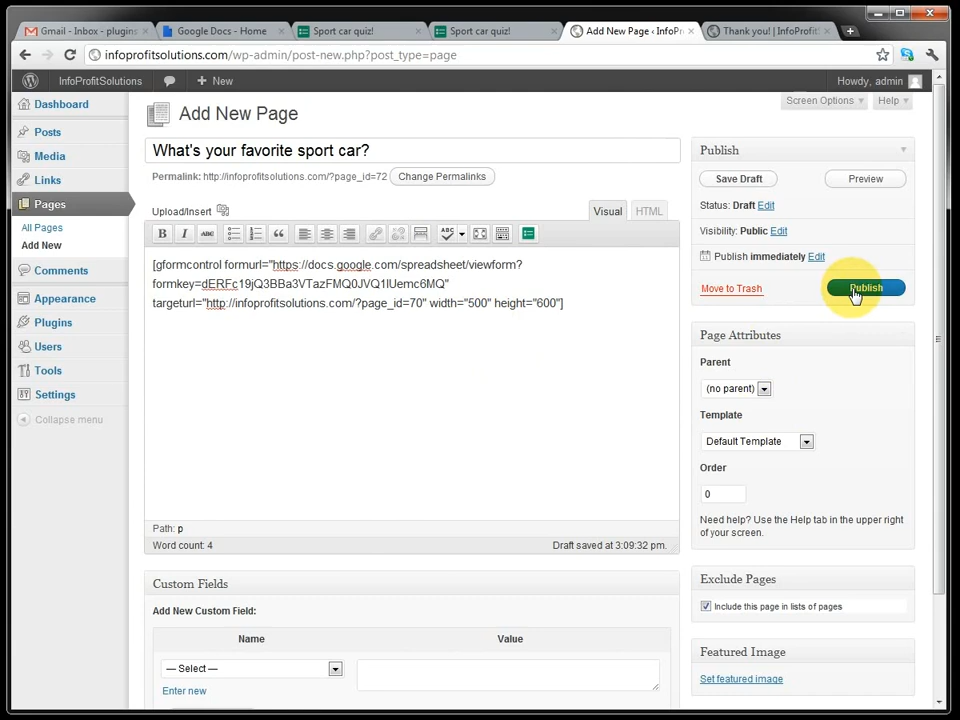 Gmail - Inbox - plugins
Google Docs - Home
Sport car quiz!
Sport car quiz!
Add New Page ‹ InfoPr
Thank you! | InfoProfitS
infoprofitsolutions.com/wp-admin/post-new.php?post_type=page
InfoProfitSolutions
New
Howdy, admin
Screen Options
Help
Dashboard
Posts
Media
Links
Pages
All Pages
Add New
Comments
Appearance
Plugins
Users
Tools
Settings
Collapse menu
Add New Page
What's your favorite sport car?
Permalink: http://infoprofitsolutions.com/?page_id=72 Change Permalinks
Upload/Insert
Visual
HTML
B I ABC ABC
[gformcontrol formurl="https://docs.google.com/spreadsheet/viewform?
formkey=dERFc19jQ3BBa3VTazFMQ0JVQ1lUemc6MQ"
targeturl="http://infoprofitsolutions.com/?page_id=70" width="500" height="600"]
Path: p
Word count: 4
Draft saved at 3:09:32 pm.
Custom Fields
Add New Custom Field:
Name
Value
— Select —
Enter new
Publish
Save Draft
Preview
Status: Draft Edit
Visibility: Public Edit
Publish immediately Edit
Move to Trash
Publish
Page Attributes
Parent
(no parent)
Template
Default Template
Order
0
Need help? Use the Help tab in the upper right
of your screen.
Exclude Pages
Include this page in lists of pages
Featured Image
Set featured image